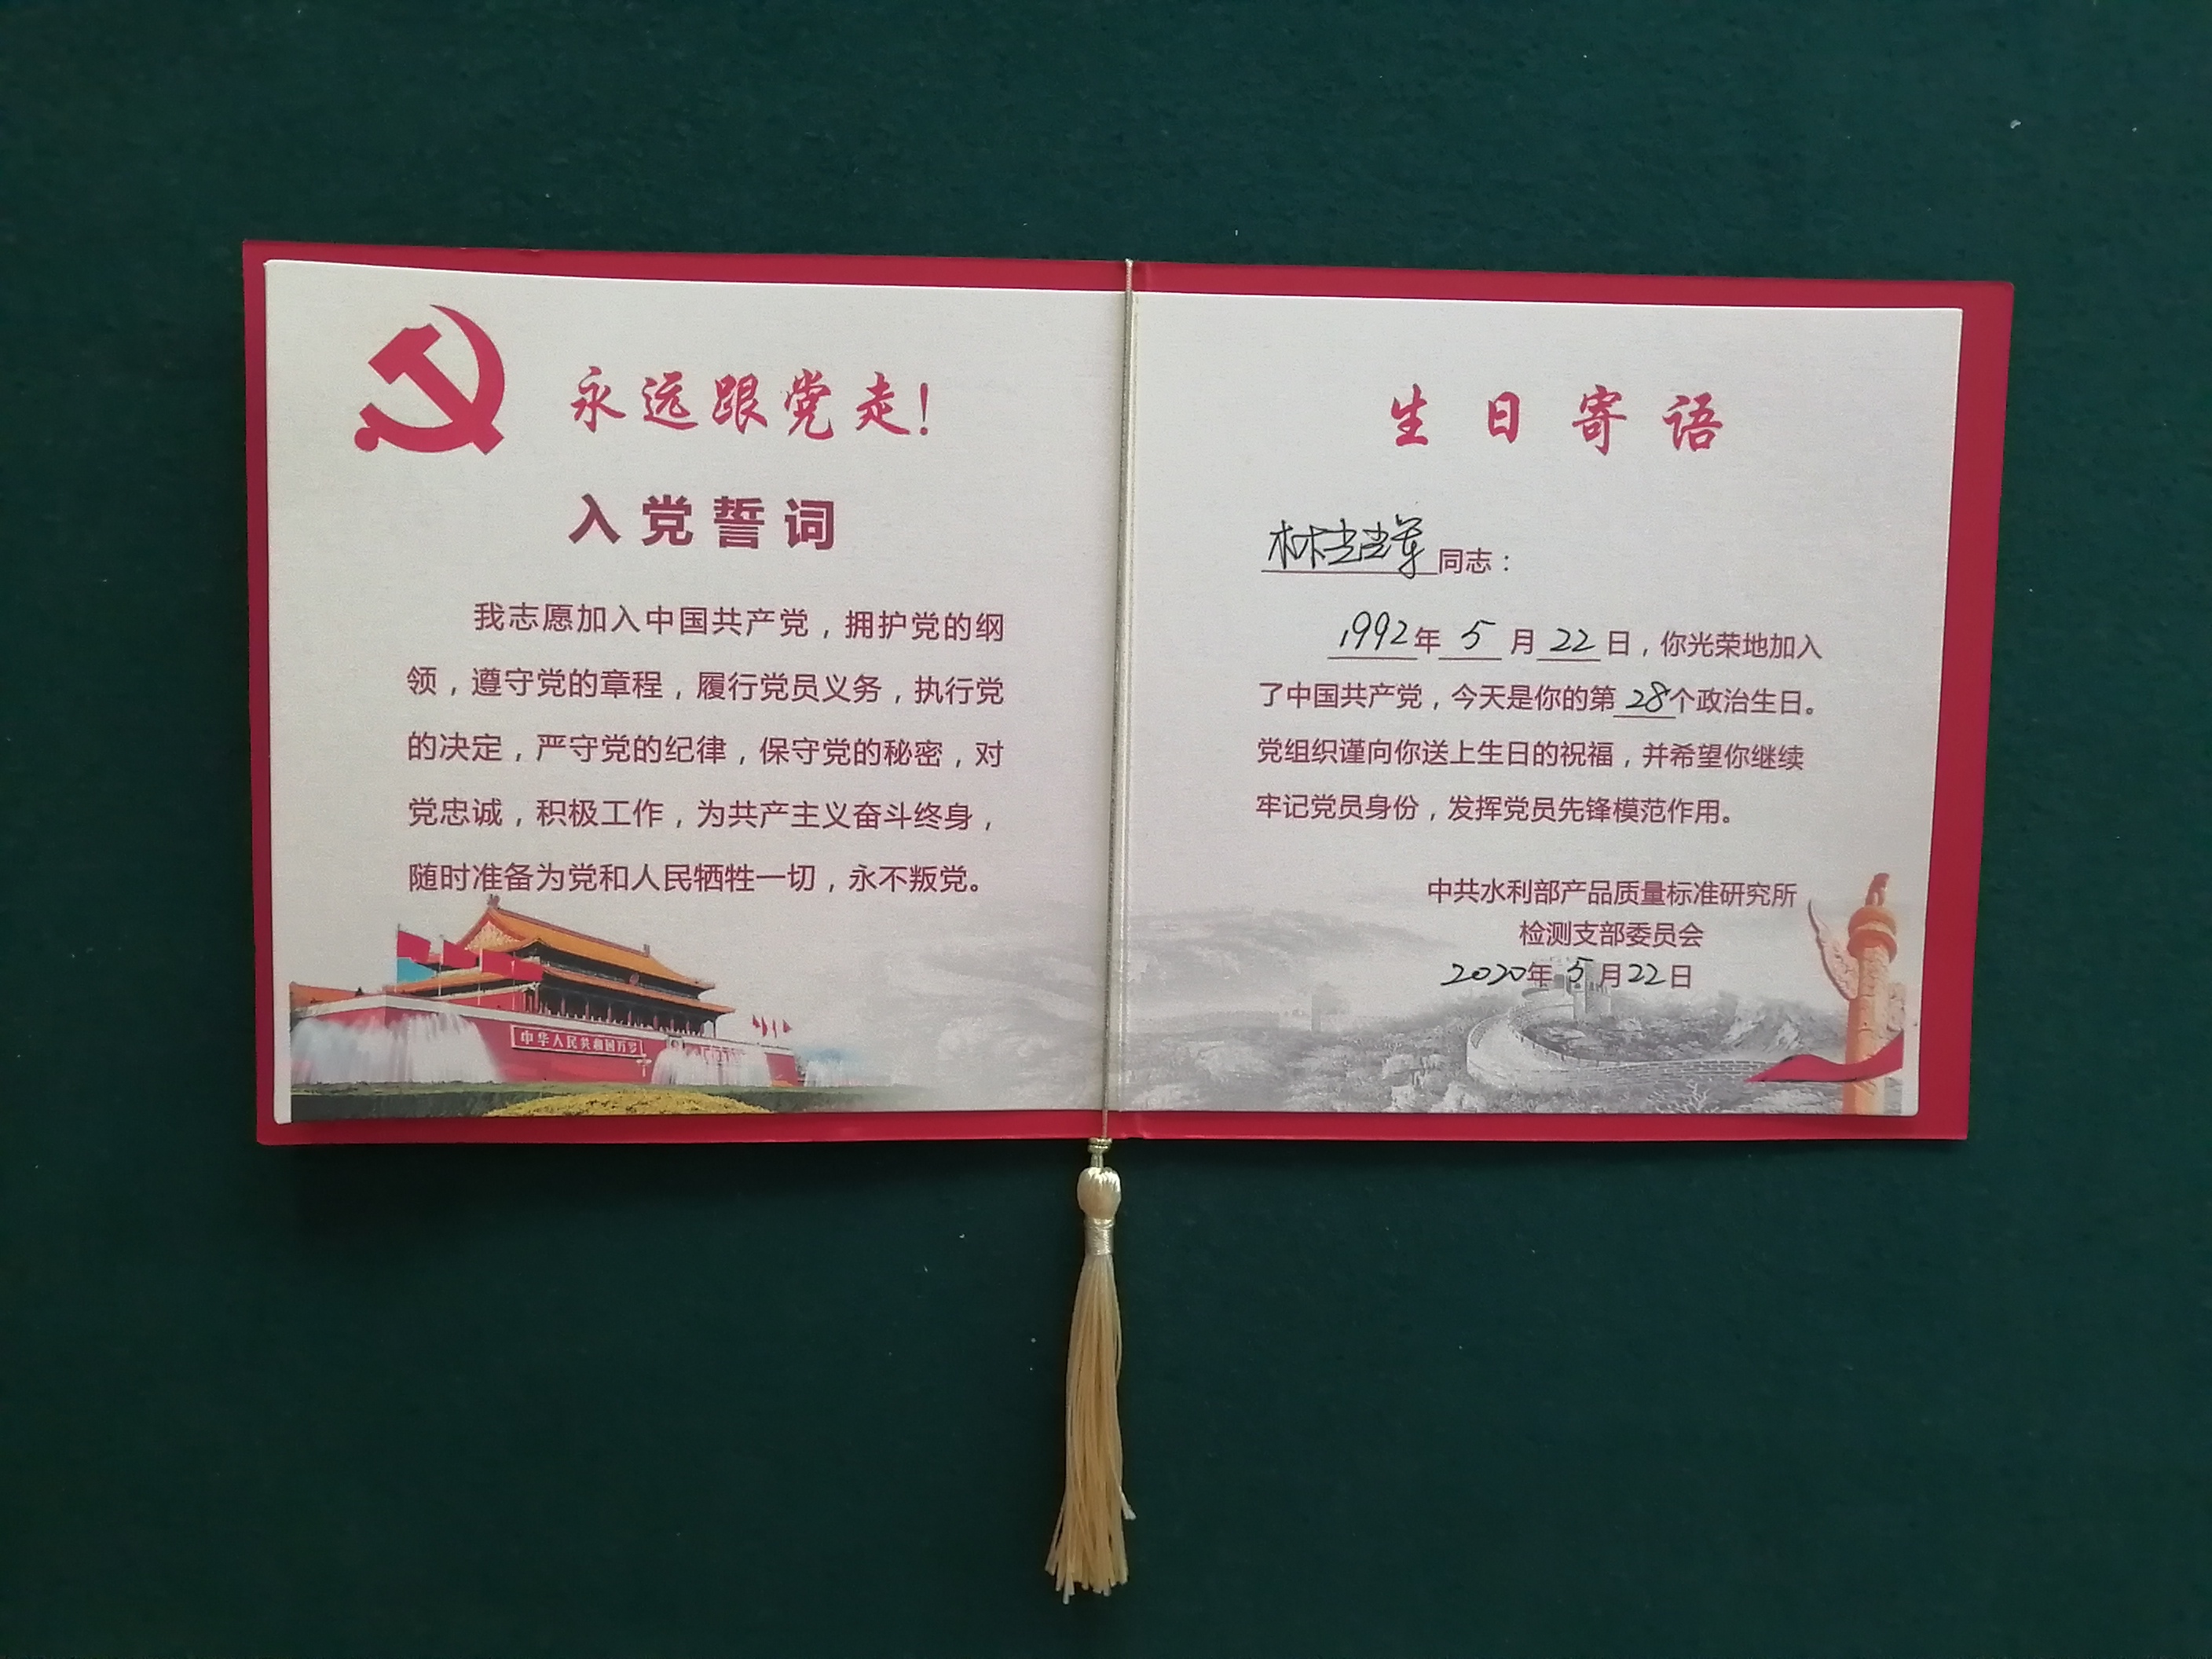 永远跟党走!
入党誓词
我志愿加入中国共产党，拥护党的纲
领，遵守党的章程，履行党员义务，执行党
的决定，严守党的纪律，保守党的秘密，对
党忠诚，积极工作，为共产主义奋斗终身，
随时准备为党和人民牺牲一切，永不叛党。
中华人民共和国万岁
生日寄语
同志：
1992年5月22日，你光荣地加入
了中国共产党，今天是你的第28个政治生日。
党组织谨向你送上生日的祝福，并希望你继续
牢记党员身份，发挥党员先锋模范作用。
中共水利部产品质量标准研究所
检测支部委员会
2020年5月22日